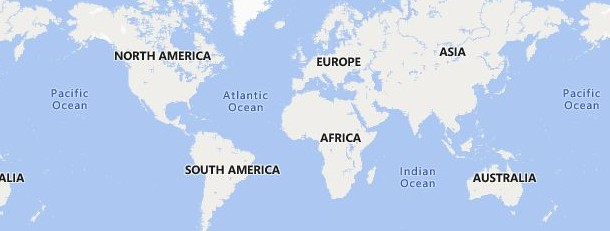 NORTH AMERICA
EUROPE
ASIA
Pacific
Ocean
Atlantic
Ocean
Pacific
Ocean
AFRICA
SOUTH AMERICA
Indian
Ocean
ALIA
AUSTRALIA